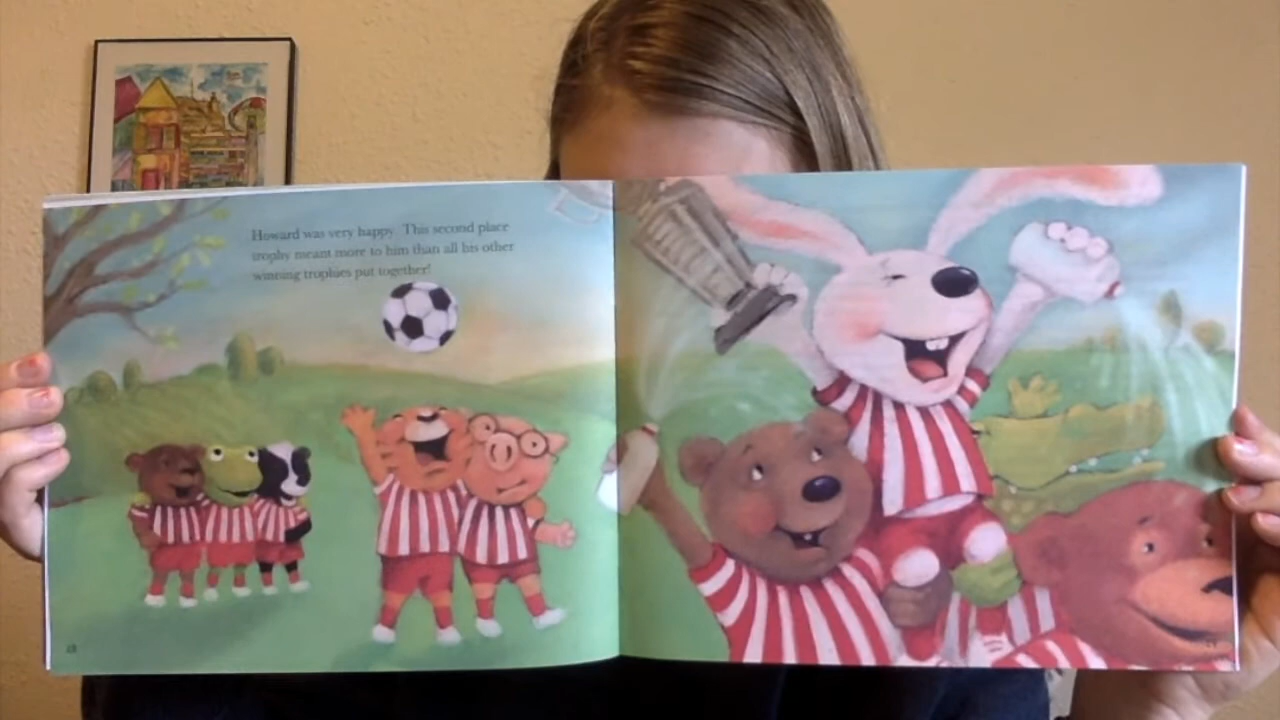 Howard was very happy. This second place
trophy meant more to him than all his other
winning trophies put together!